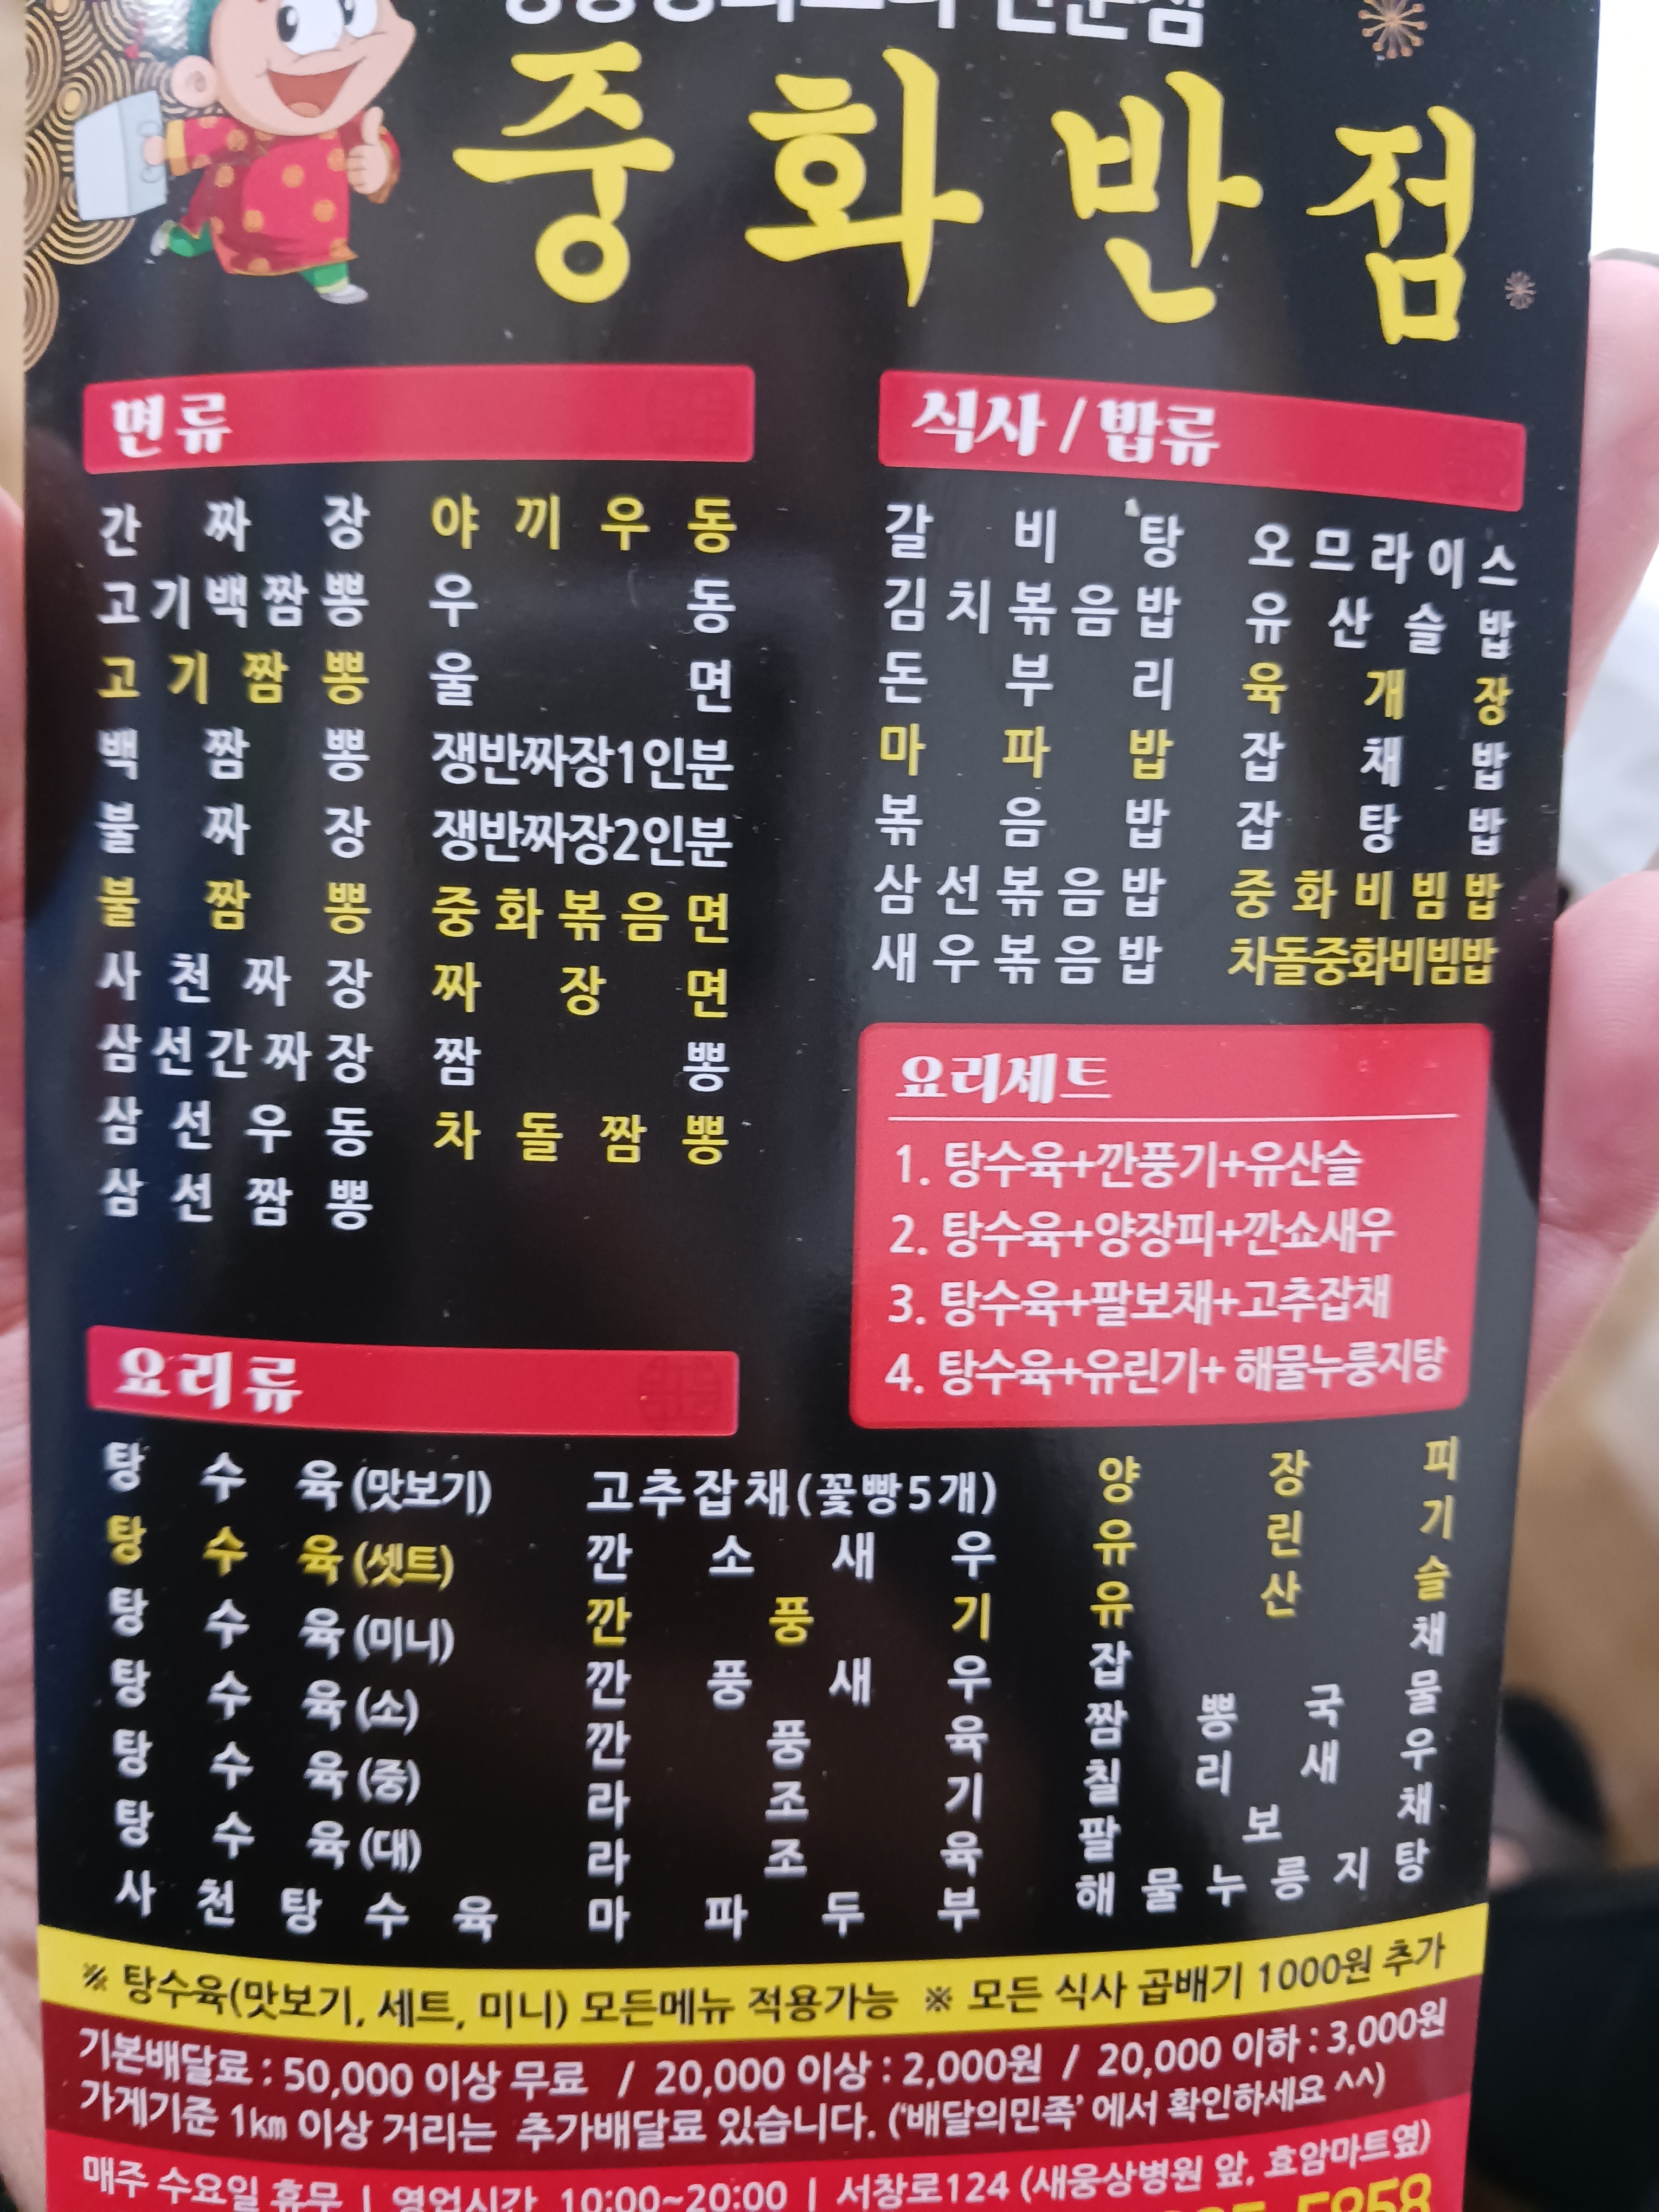 전문점
중화반점
면류
간짜장
고기백짬뽕
고기짬뽕
백짬뽕
불짜장
불짬뽕
사천짜장
삼선간짜장
삼선우동
삼선짬뽕
야끼우동
우동
울면
쟁반짜장1인분
쟁반짜장2인분
중화볶음면
짜장면
짬뽕
차돌짬뽕
식사 / 밥류
갈비탕
김치볶음밥
돈부리
마파밥
볶음밥
삼선볶음밥
새우볶음밥
오므라이스
유산슬밥
육개장
잡채밥
잡탕밥
중화비빔밥
차돌중화비빔밥
요리세트
1. 탕수육+깐풍기+유산슬
2. 탕수육+양장피+깐쇼새우
3. 탕수육+팔보채+고추잡채
4. 탕수육+유린기+ 해물누룽지탕
요리류
탕수육(맛보기)
탕수육(셋트)
탕수육(미니)
탕수육(소)
탕수육(중)
탕수육(대)
사천탕수육
고추잡채(꽃빵5개)
깐소새우
깐풍기
깐풍새우
깐풍육
라조기
라조육
마파두부
양장피
유린기
유산슬
잡채
짬뽕국물
칠리새우
팔보채
해물누룽지탕
※ 탕수육(맛보기, 세트, 미니) 모든메뉴 적용가능 ※ 모든 식사 곱배기 1000원 추가
기본배달료 : 50,000 이상 무료 / 20,000 이상 : 2,000원 / 20,000 이하 : 3,000원
가게기준 1km 이상 거리는 추가배달료 있습니다. ('배달의민족' 에서 확인하세요 ^^)
매주 수요일 휴무 | 영업시간 10:00~20:00 | 서창로124 (새웅상병원 앞, 효암마트옆)
5858